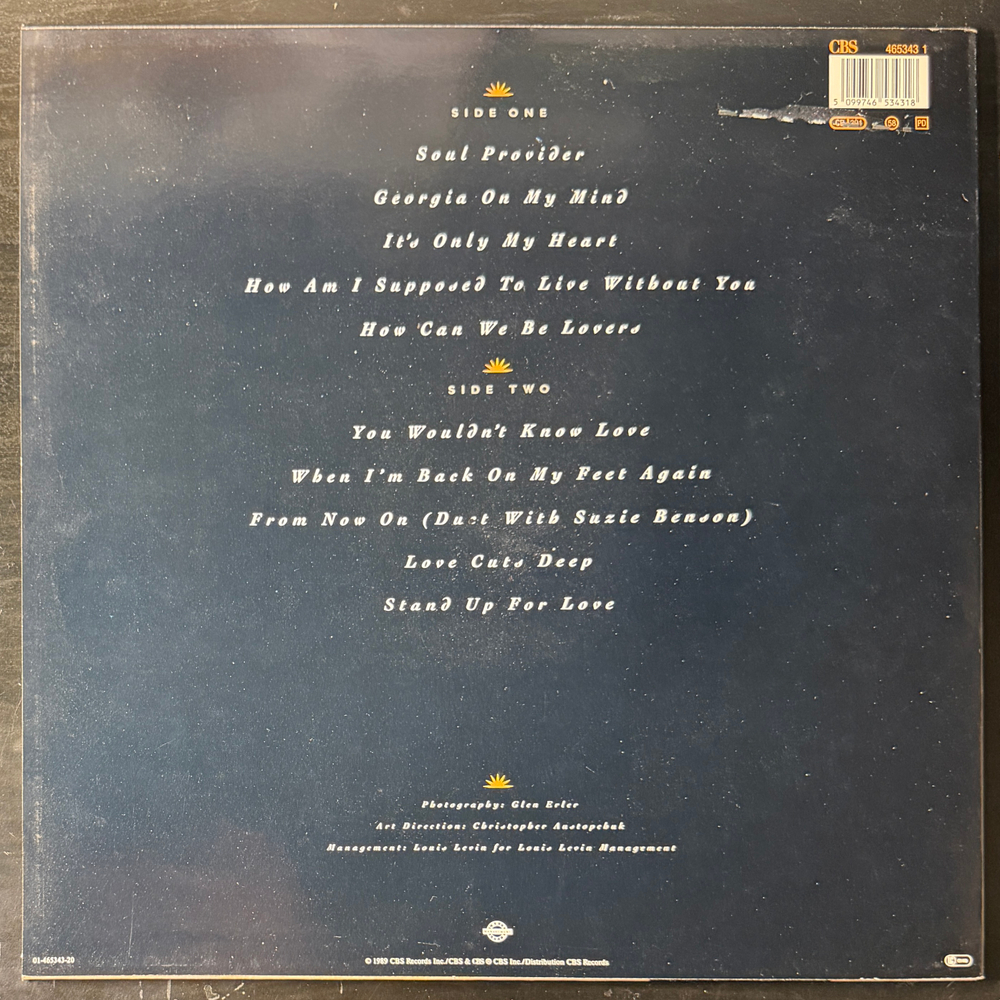 CBS 465343 1
5 099746 534318
58 PD
SIDE ONE
Soul Provider
Georgia On My Mind
It's Only My Heart
How Am I Supposed To Live Without You
How Can We Be Lovers
SIDE TWO
You Wouldn't Know Love
When I'm Back On My Feet Again
From Now On (Duet With Suzie Benson)
Love Cuts Deep
Stand Up For Love
Photography: Glen Erler
Art Direction: Christopher Austopchuk
Management: Louis Levin for Louis Levin Management
01-465343-20
© 1989 CBS Records Inc./CBS & CBS ® CBS Inc./Distribution CBS Records